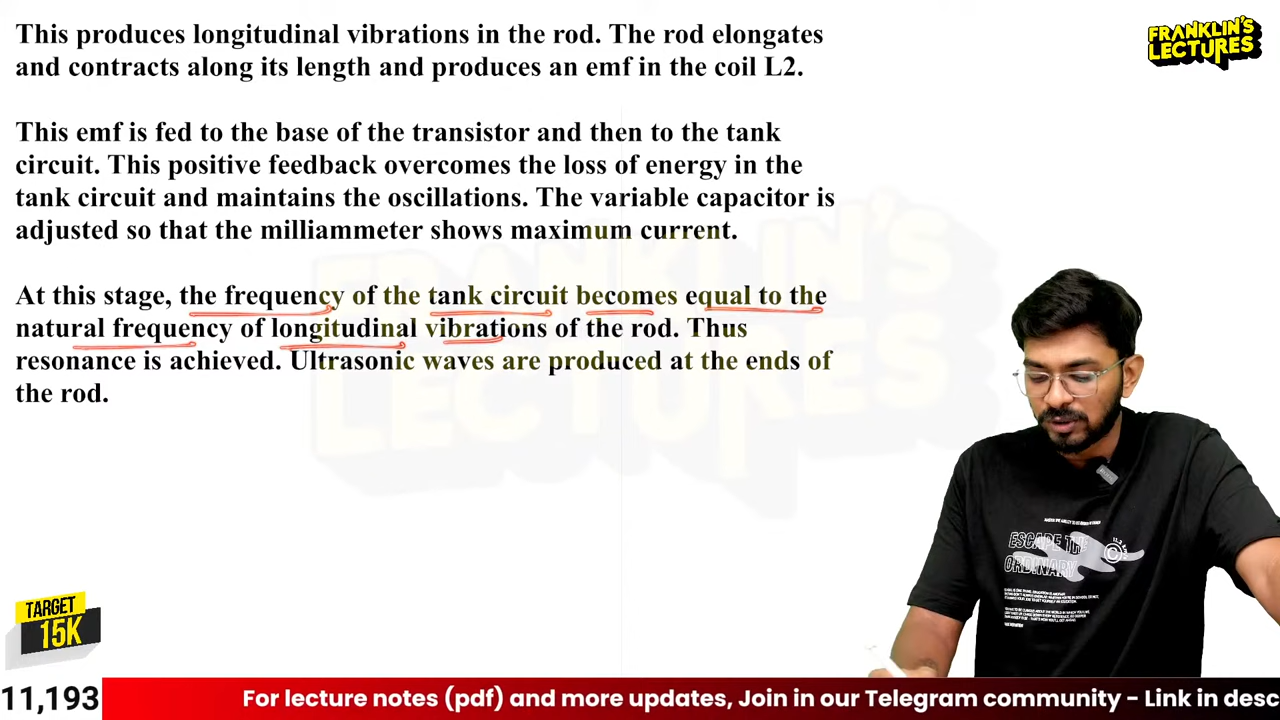 This produces longitudinal vibrations in the rod. The rod elongates
and contracts along its length and produces an emf in the coil L2.
This emf is fed to the base of the transistor and then to the tank
circuit. This positive feedback overcomes the loss of energy in the
tank circuit and maintains the oscillations. The variable capacitor is
adjusted so that the milliammeter shows maximum current.
At this stage, the frequency of the tank circuit becomes equal to the
natural frequency of longitudinal vibrations of the rod. Thus
resonance is achieved. Ultrasonic waves are produced at the ends of
the rod.
FRANKLIN'S
LECTURES
FRANKLIN'S
LECTURES
ESCAPE THE
ORDINARY
TARGET
15K
11,193
For lecture notes (pdf) and more updates, Join in our Telegram community - Link in desc